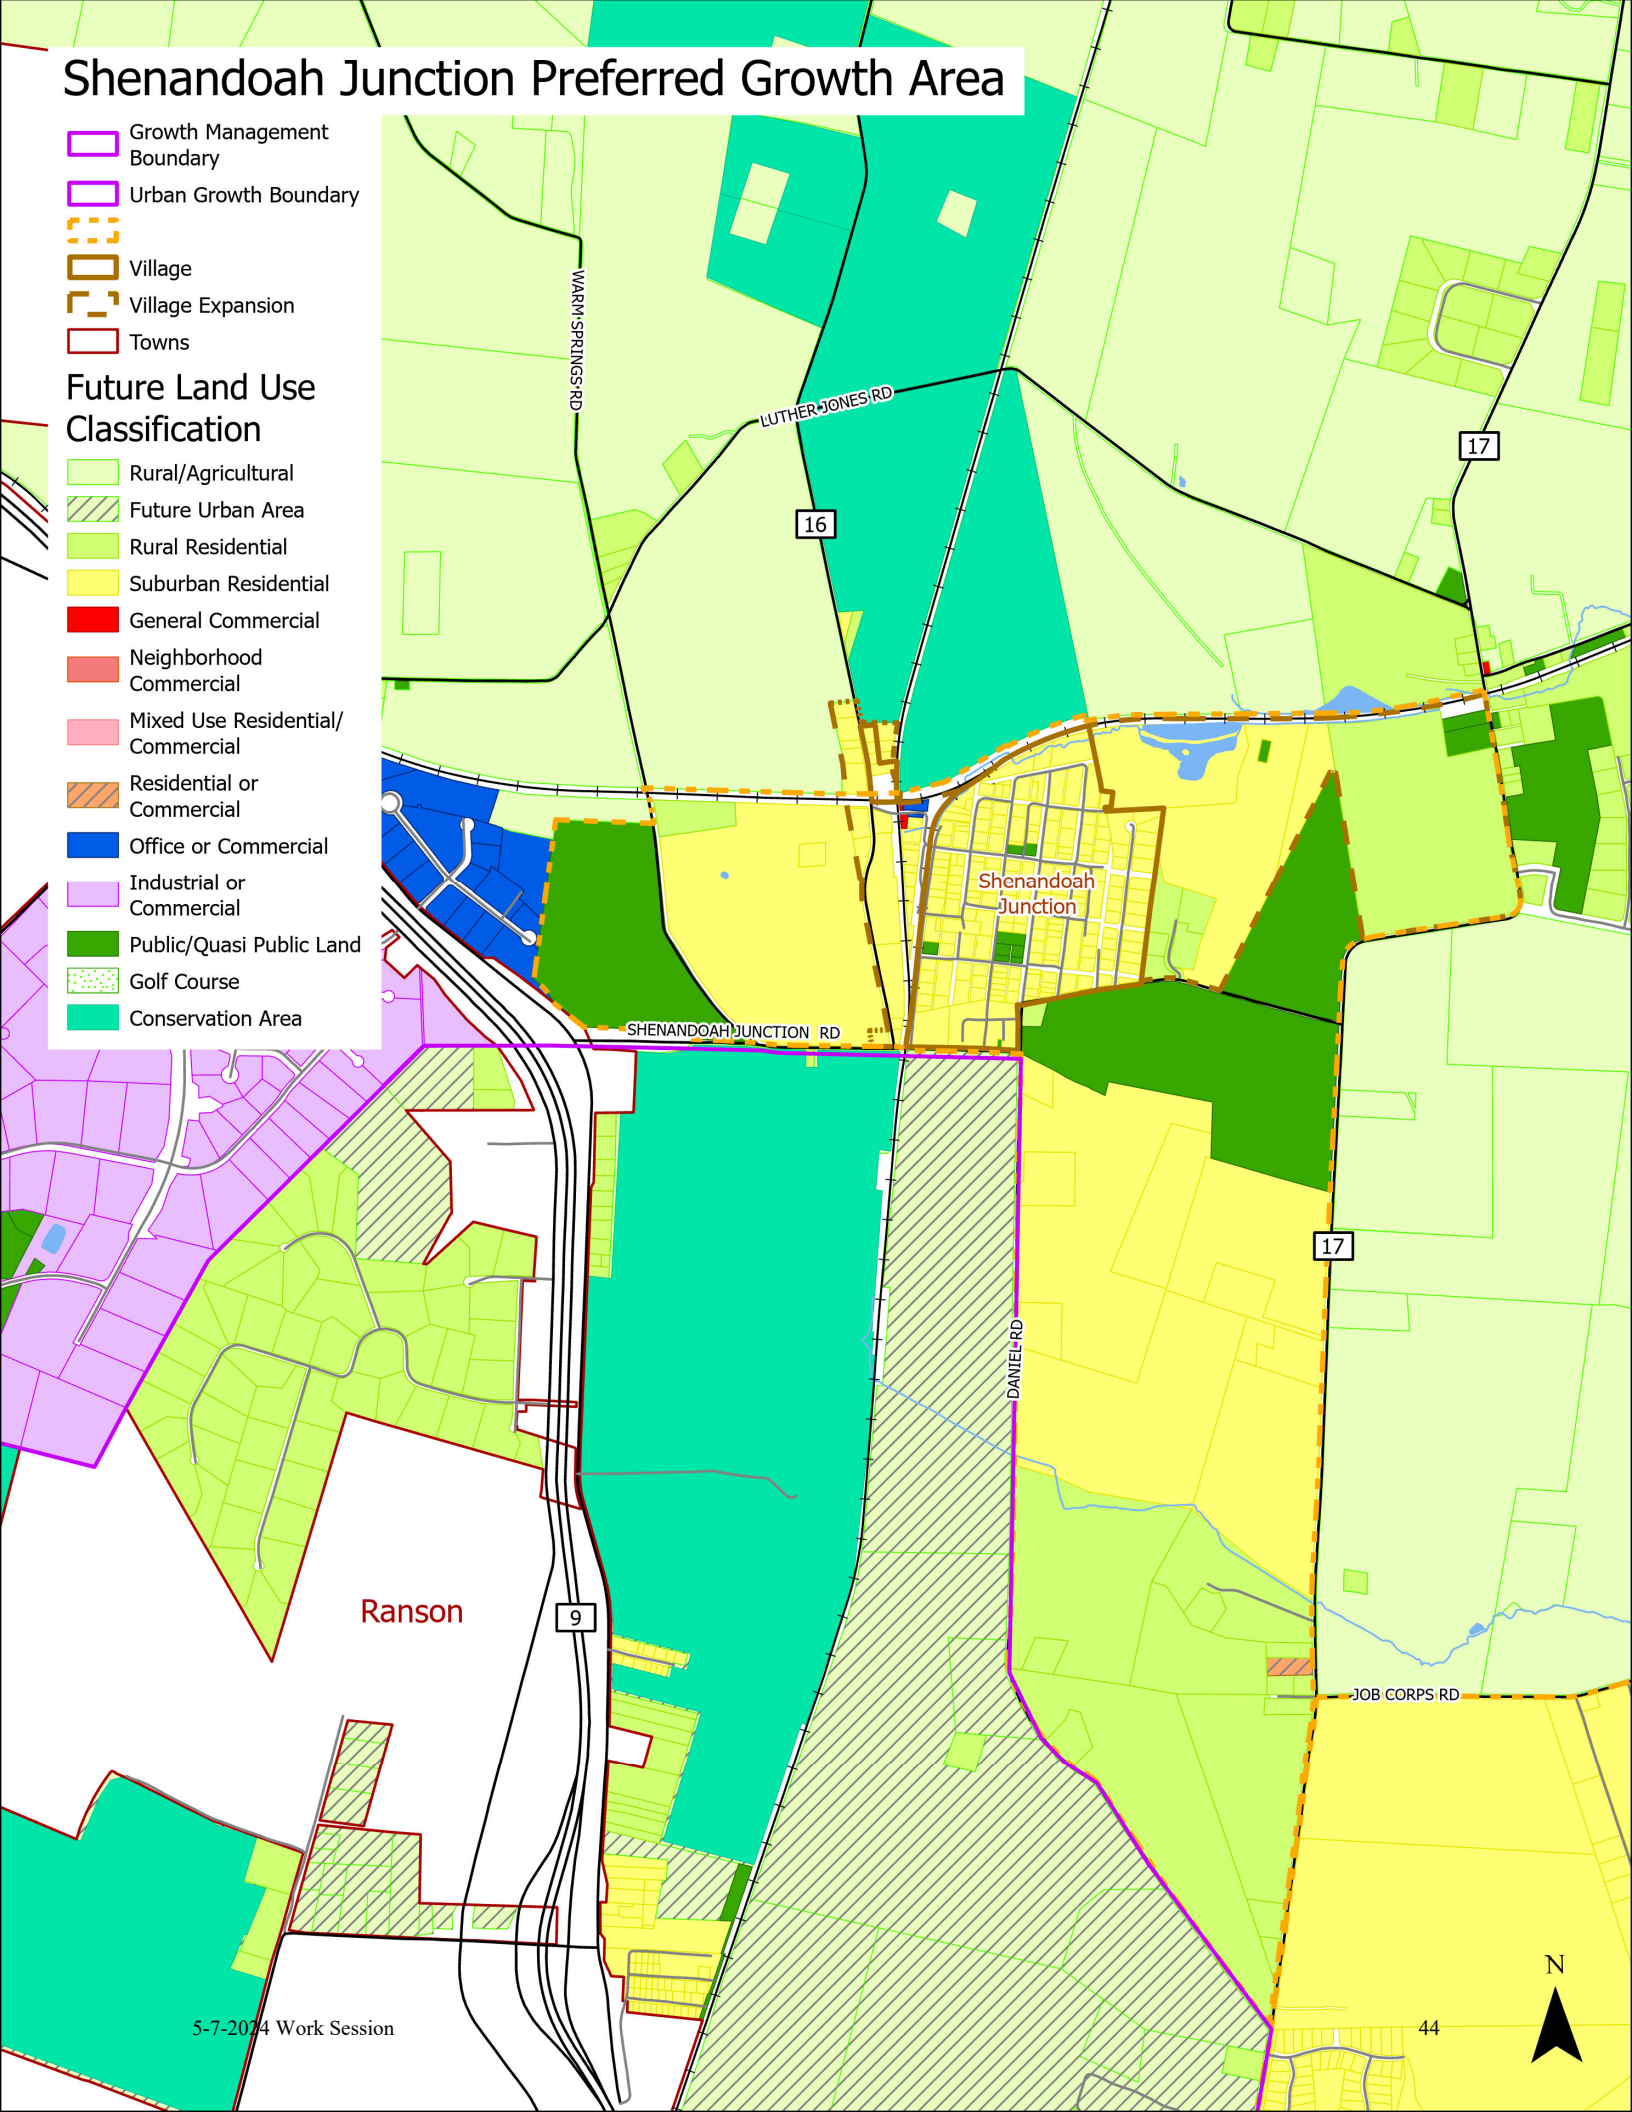 Shenandoah Junction Preferred Growth Area
Growth Management
Boundary
Urban Growth Boundary
Village
Village Expansion
Towns
Future Land Use
Classification
Rural/Agricultural
Future Urban Area
Rural Residential
Suburban Residential
General Commercial
Neighborhood
Commercial
Mixed Use Residential/
Commercial
Residential or
Commercial
Office or Commercial
Industrial or
Commercial
Public/Quasi Public Land
Golf Course
Conservation Area
WARM SPRINGS RD
LUTHER JONES RD
17
16
Shenandoah
Junction
SHENANDOAH JUNCTION RD
17
DANIEL RD
Ranson
9
JOB CORPS RD
N
5-7-2024 Work Session
44